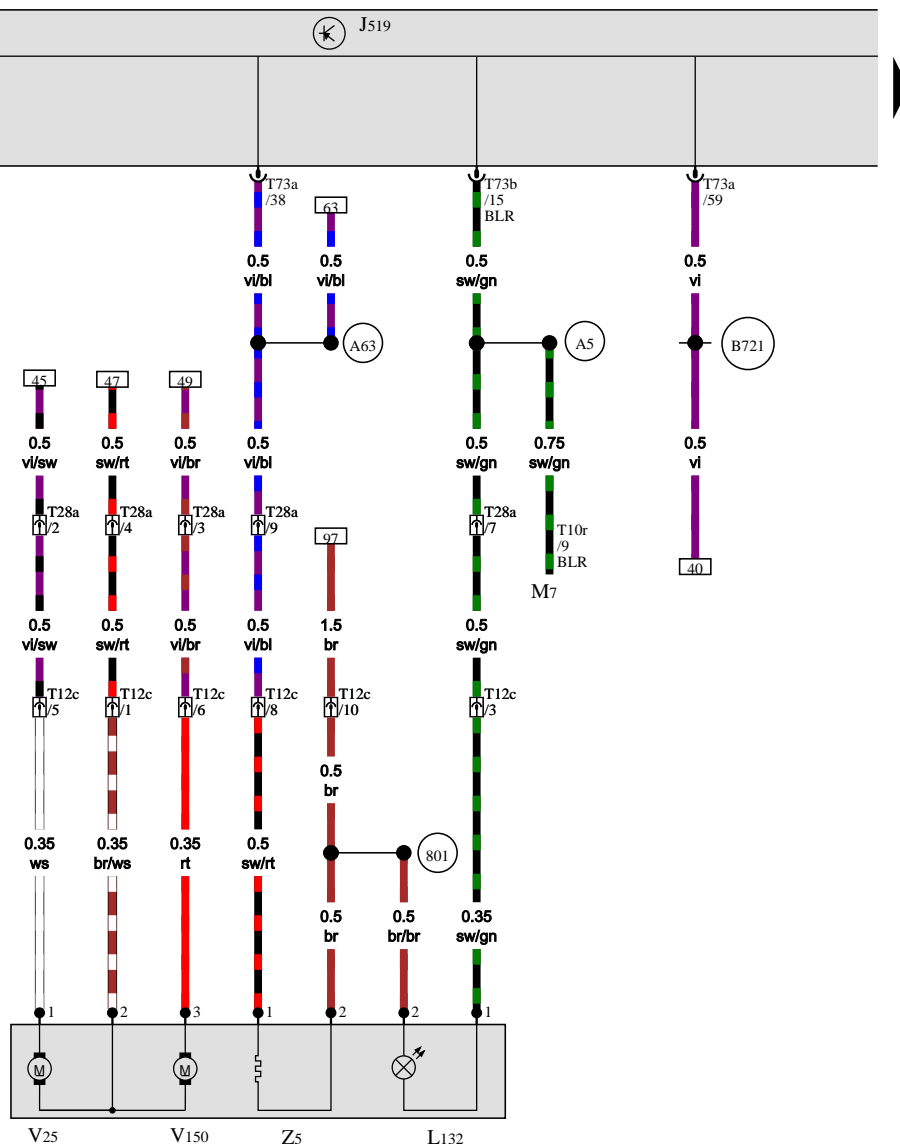 J519
T73a
/38
63
T73b
/15
BLR
T73a
/59
0.5
vi/bl
0.5
vi/bl
0.5
sw/gn
0.5
vi
A63
A5
B721
45
47
49
0.5
vi/sw
0.5
sw/rt
0.5
vi/br
0.5
vi/bl
0.5
sw/gn
0.75
sw/gn
0.5
vi
T28a
/2
T28a
/4
T28a
/3
T28a
/9
97
T28a
/7
T10r
/9
BLR
M7
40
0.5
vi/sw
0.5
sw/rt
0.5
vi/br
0.5
vi/bl
1.5
br
0.5
sw/gn
T12c
/5
T12c
/1
T12c
/6
T12c
/8
T12c
/10
T12c
/3
0.5
br
0.35
ws
0.35
br/ws
0.35
rt
0.5
sw/rt
801
0.5
br
0.5
br/br
0.35
sw/gn
1
2
3
1
2
2
1
M
M
V25
V150
Z5
L132